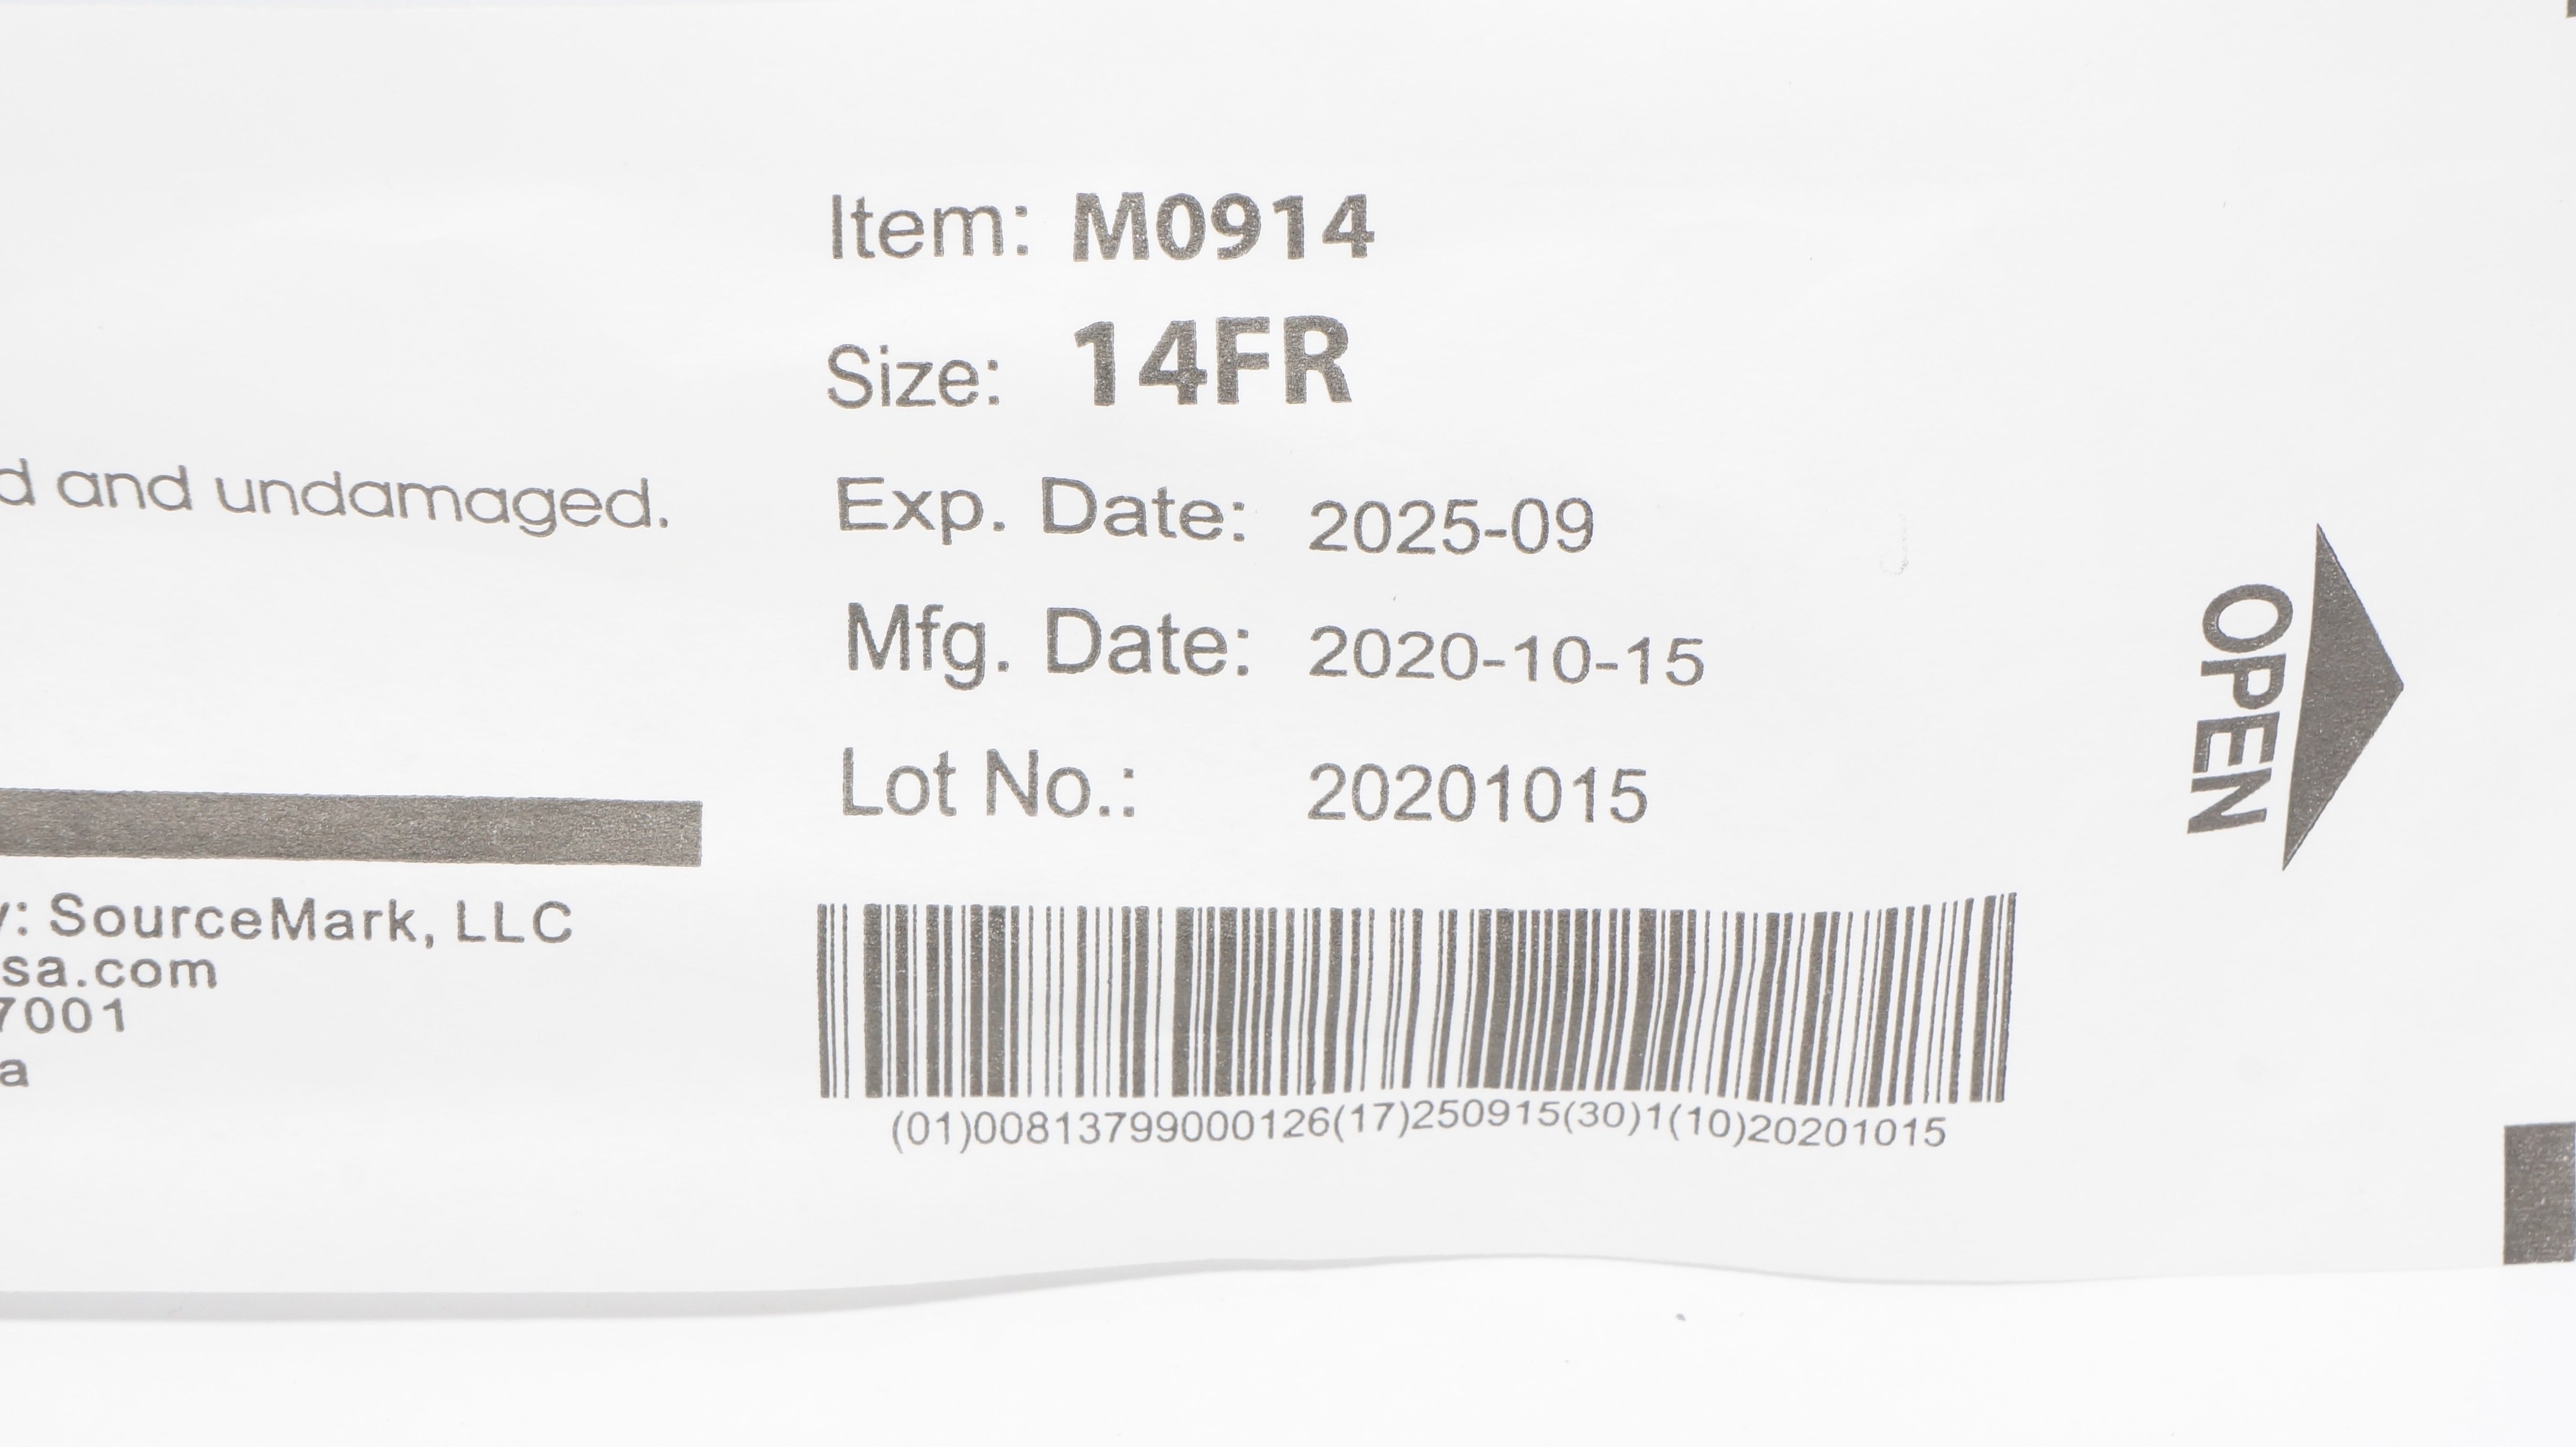 Item: M0914
Size: 14FR
d and undamaged.
Exp. Date: 2025-09
Mfg. Date: 2020-10-15
Lot No.: 20201015
OPEN
y: SourceMark, LLC
sa.com
7001
a
(01)00813799000126(17)250915(30)1(10)20201015